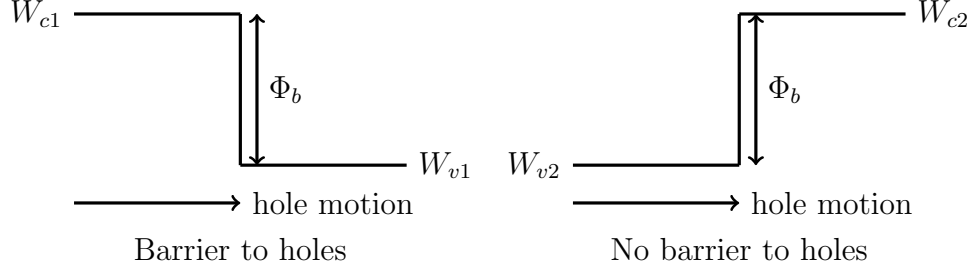 W_{c1} W_{c2}
Φ_b Φ_b
W_{v1} W_{v2}
hole motion hole motion
Barrier to holes No barrier to holes